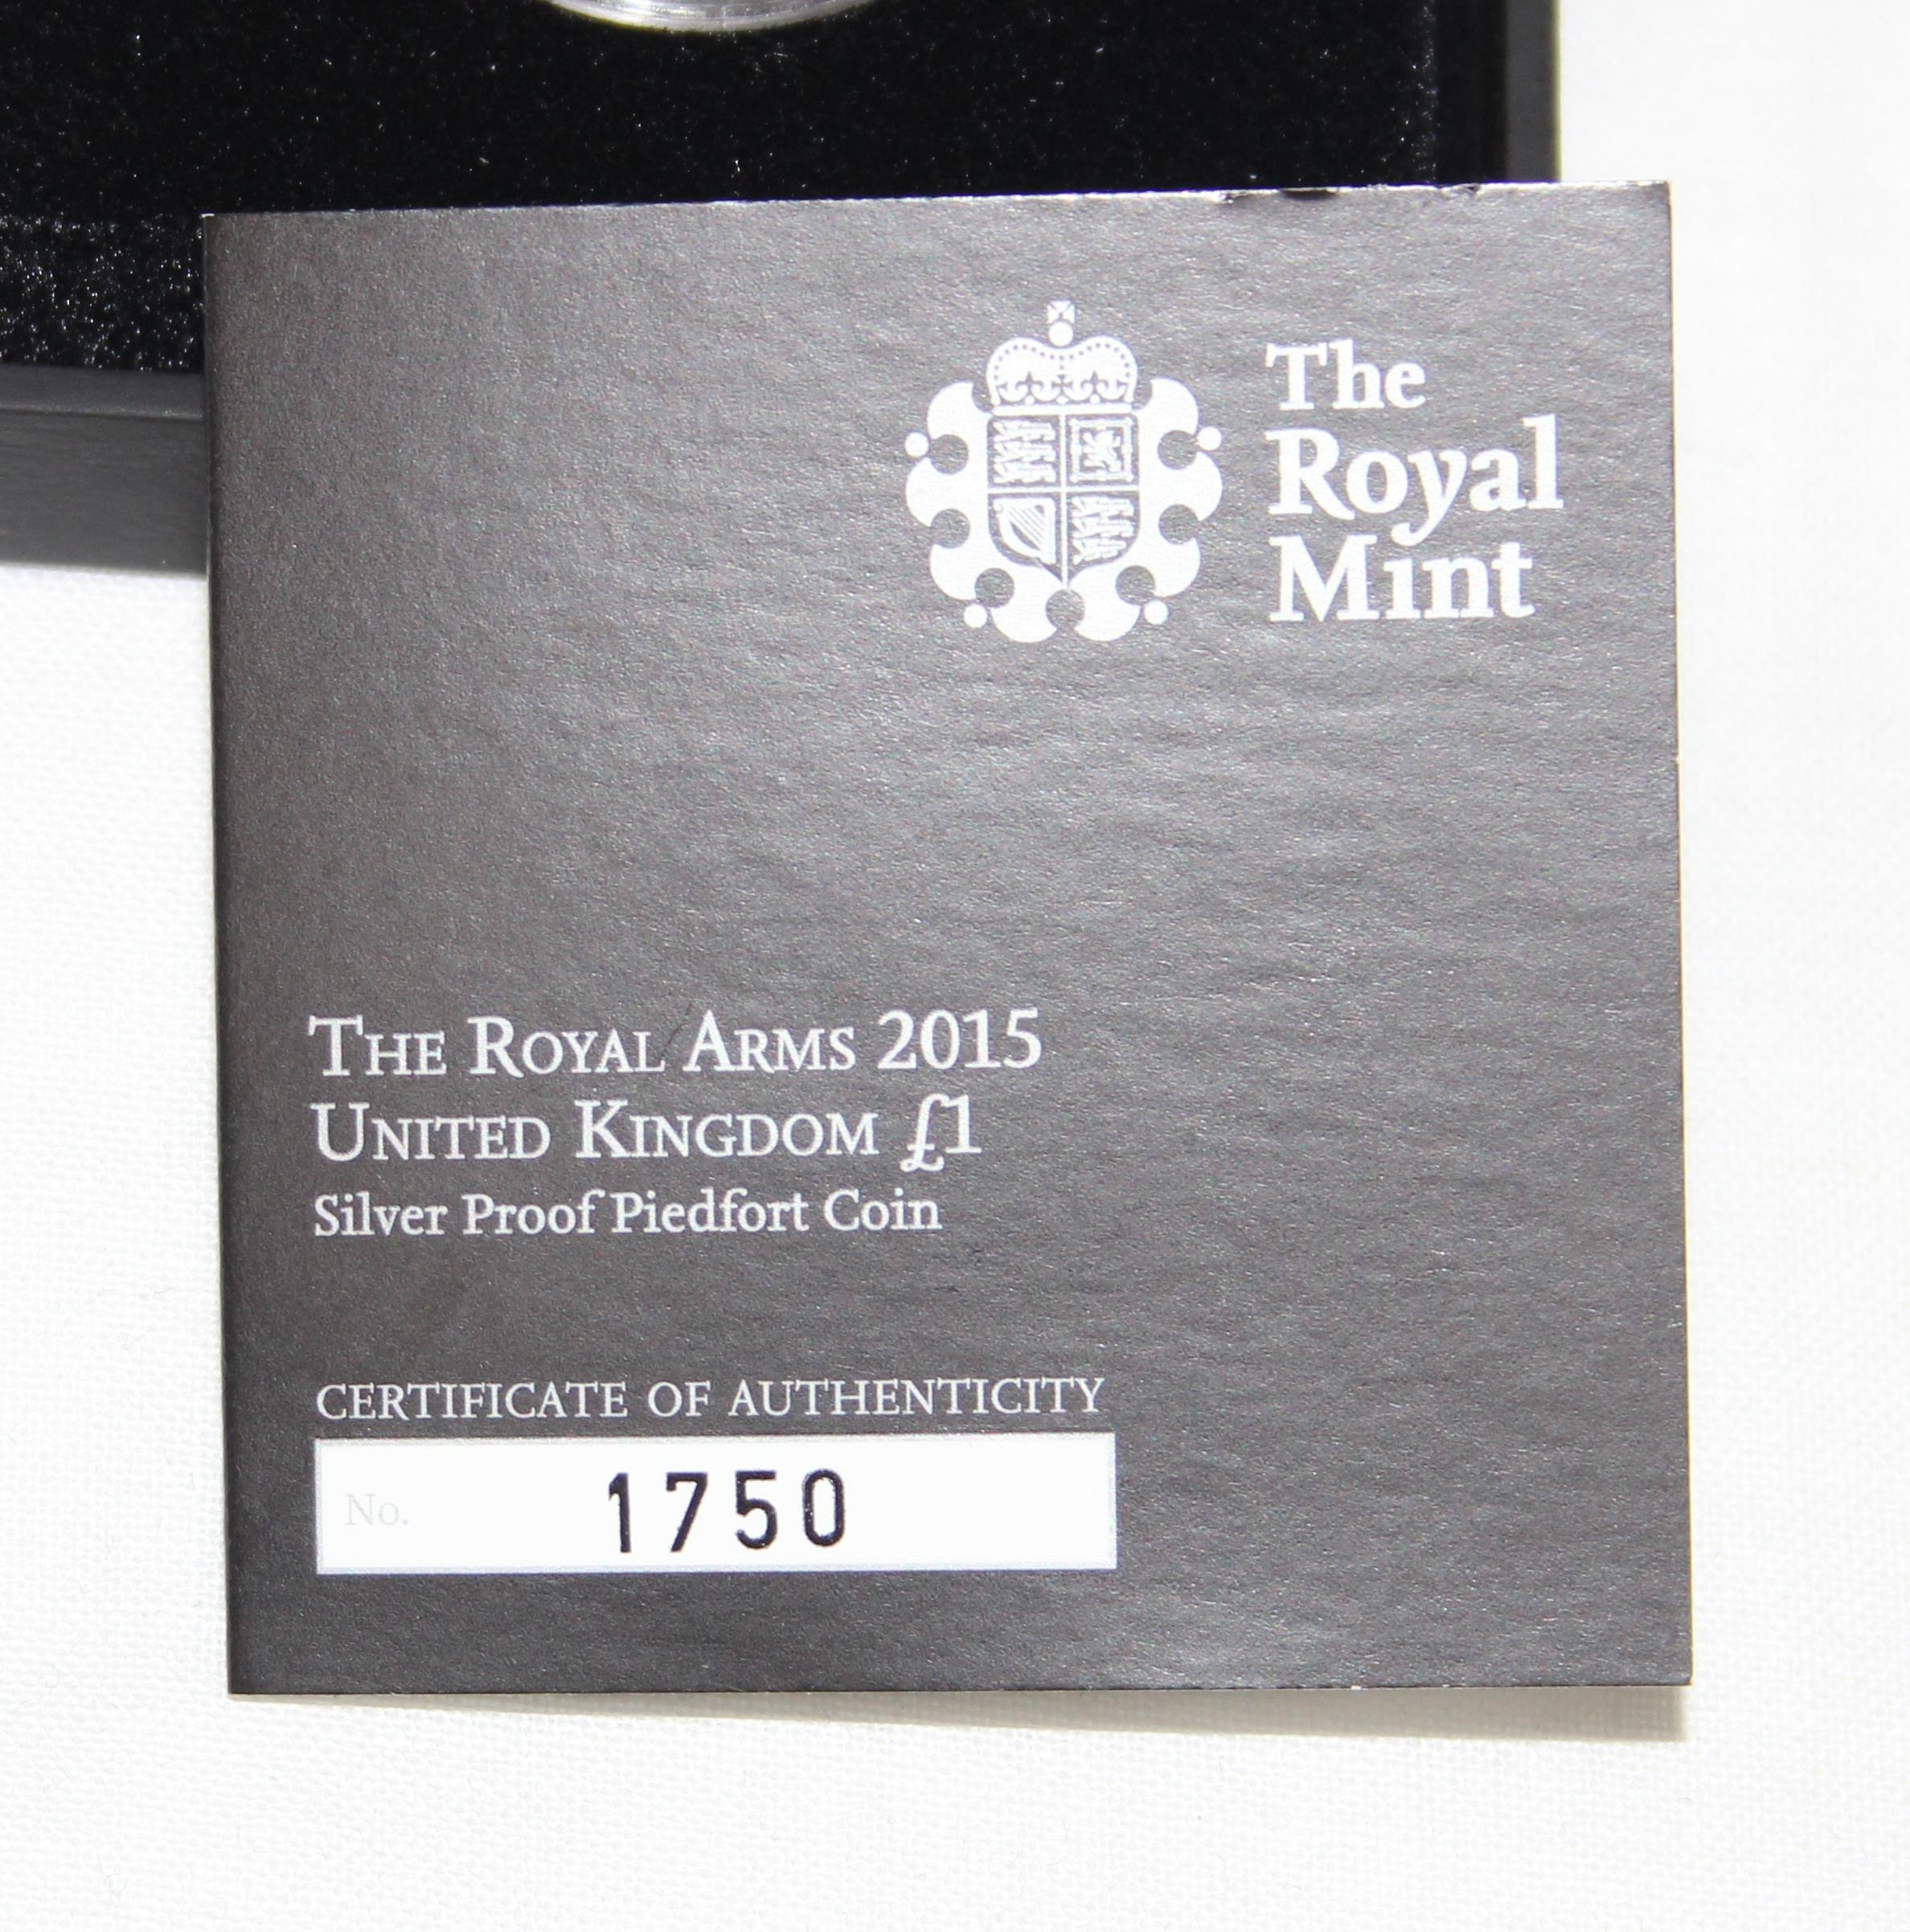 The
Royal
Mint
THE ROYAL ARMS 2015
UNITED KINGDOM £1
Silver Proof Piedfort Coin
CERTIFICATE OF AUTHENTICITY
No. 1750